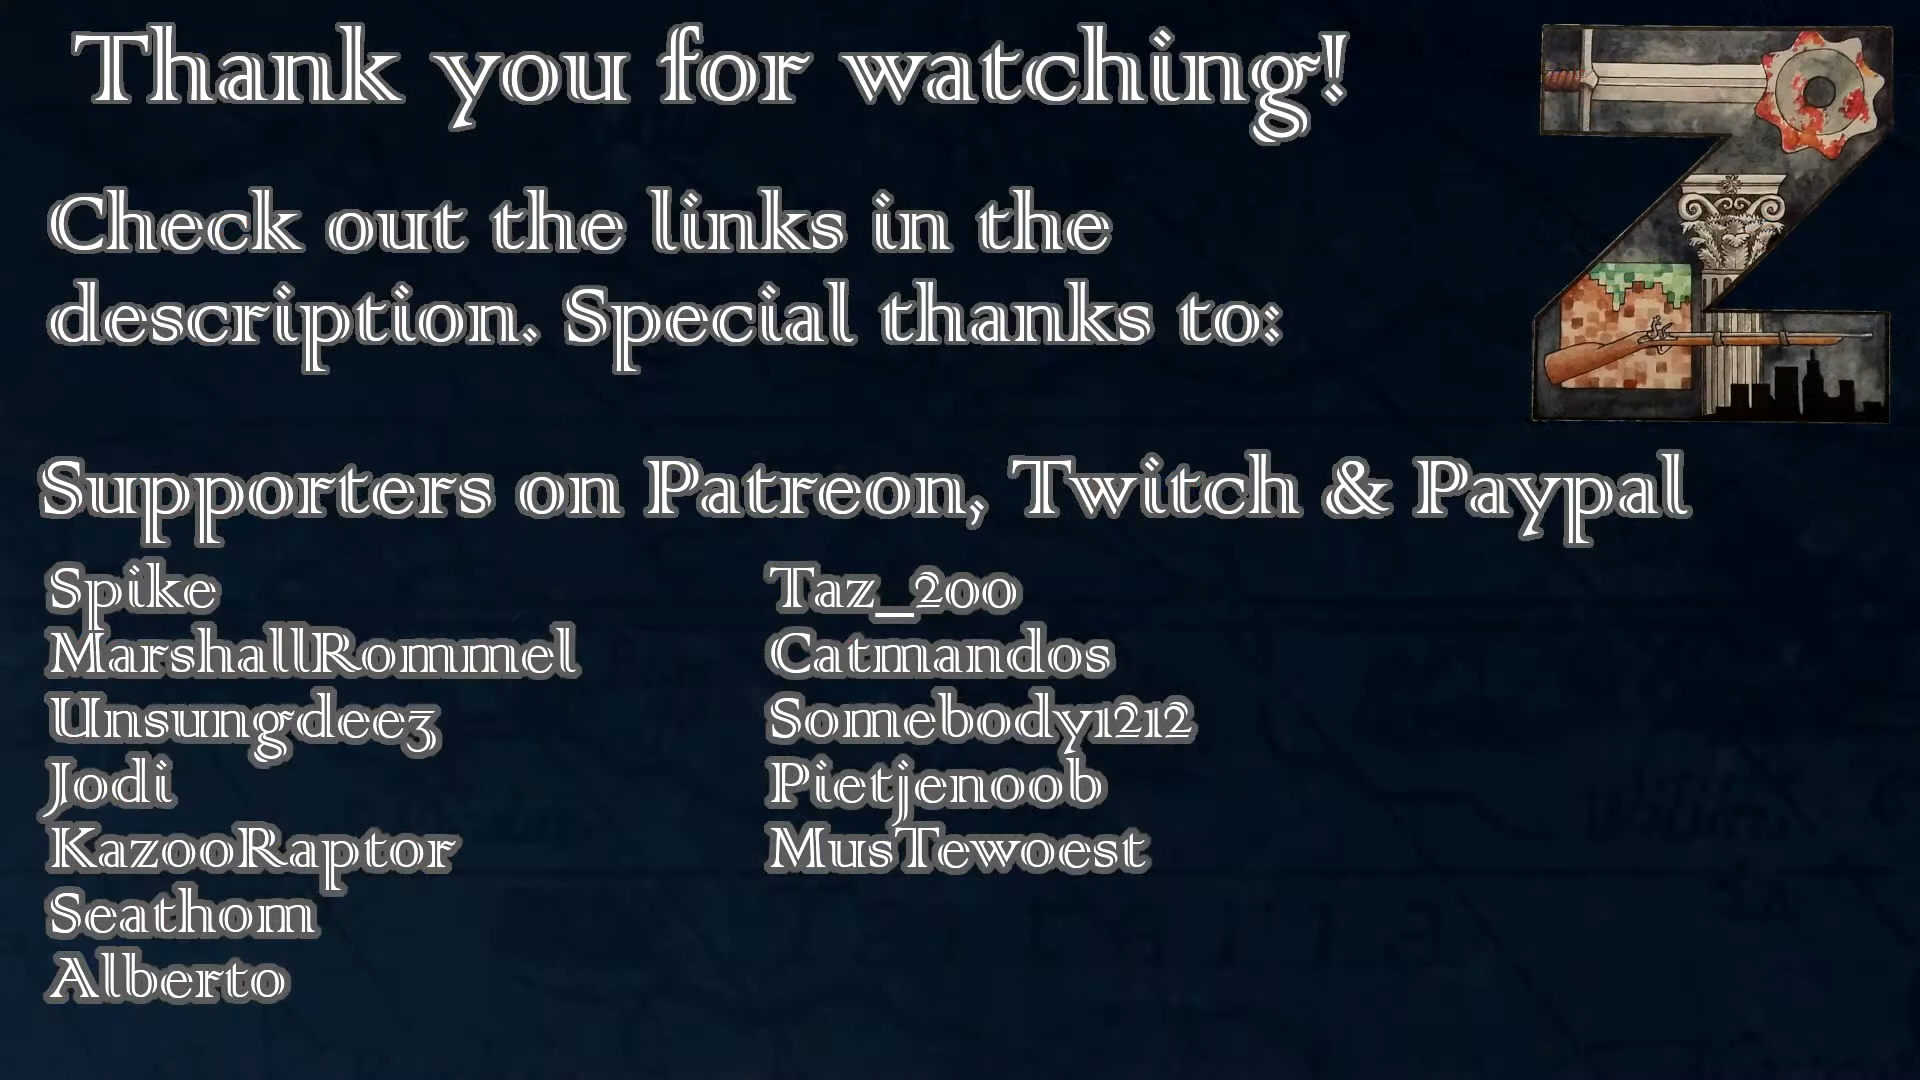 Thank you for watching!
Check out the links in the
description. Special thanks to:
Supporters on Patreon, Twitch & Paypal
Spike
MarshallRommel
Unsungdee3
Jodi
KazooRaptor
Seathom
Alberto
Taz_200
Catmandos
Somebody1212
Pietjenoob
MusTewoest